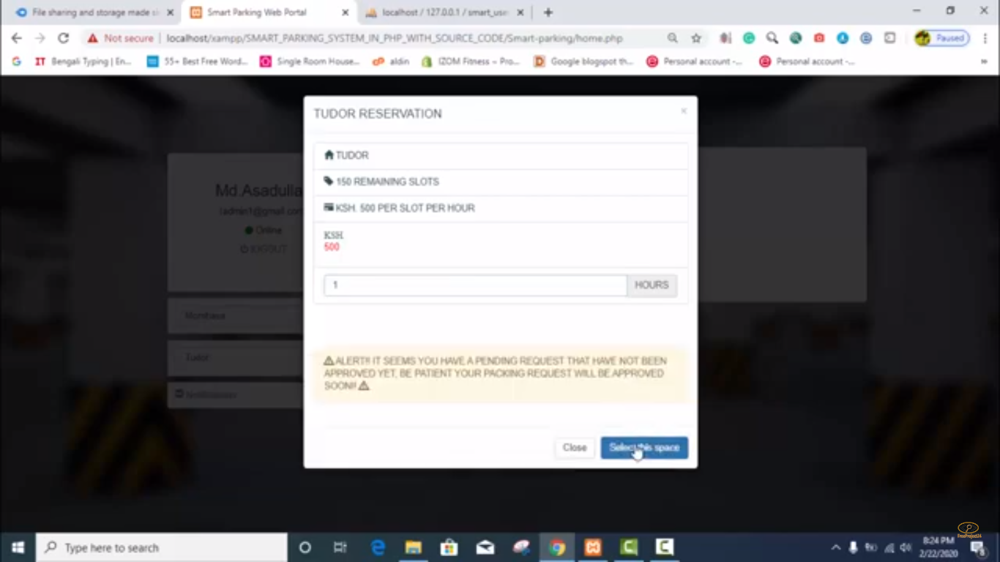 File sharing and storage made si
Smart Parking Web Portal
localhost / 127.0.0.1 / smart_use
Not secure
localhost/xampp/SMART_PARKING_SYSTEM_IN_PHP_WITH_SOURCE_CODE/Smart-parking/home.php
Paused
Bengali Typing | En...
55+ Best Free Word...
Single Room House...
aldin
IZOM Fitness – Pro...
Google blogspot th...
Personal account -...
Personal account -...
TUDOR RESERVATION
TUDOR
150 REMAINING SLOTS
KSH. 500 PER SLOT PER HOUR
KSH
500
1
HOURS
ALERT!! IT SEEMS YOU HAVE A PENDING REQUEST THAT HAVE NOT BEEN
APPROVED YET, BE PATIENT YOUR PACKING REQUEST WILL BE APPROVED
SOON!!
Close
Select this space
Md.Asadulla
Online
LOGOUT
Mombasa
Tudor
Notifications
Type here to search
8:24 PM
2/22/2020
FreeProject24